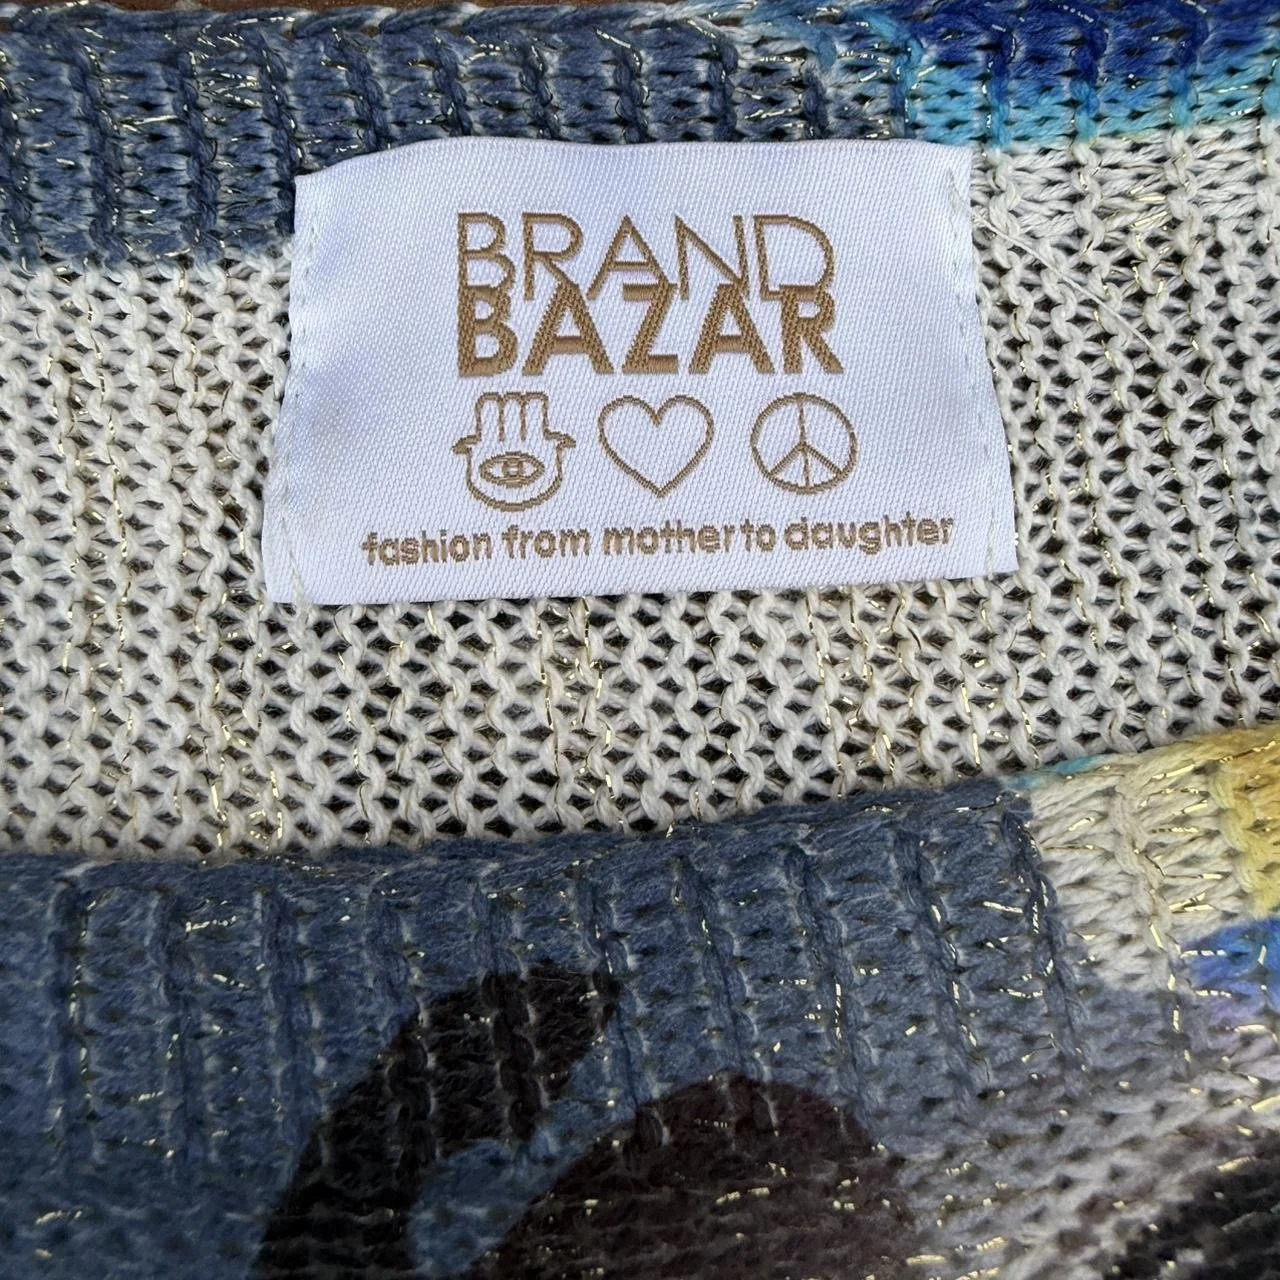 BRAND
BAZAR
fashion from mother to daughter